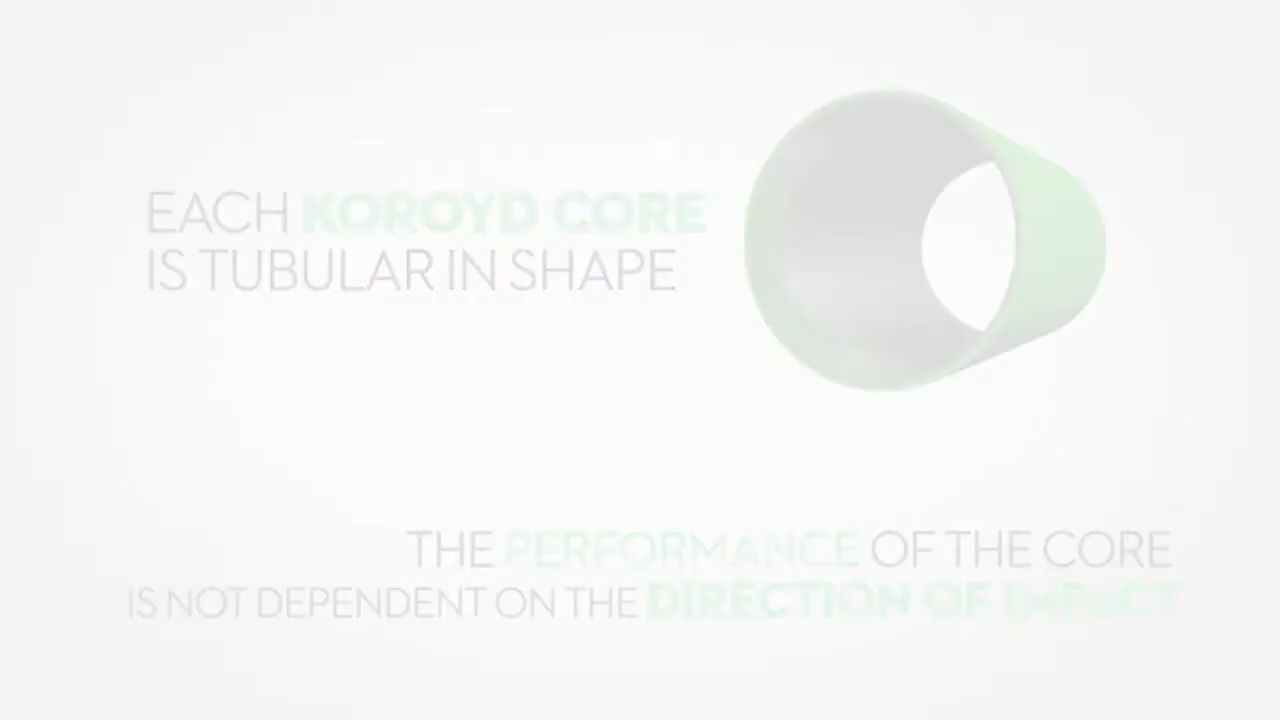 EACH KOROYD CORE
IS TUBULAR IN SHAPE
THE PERFORMANCE OF THE CORE
IS NOT DEPENDENT ON THE DIRECTION OF IMPACT